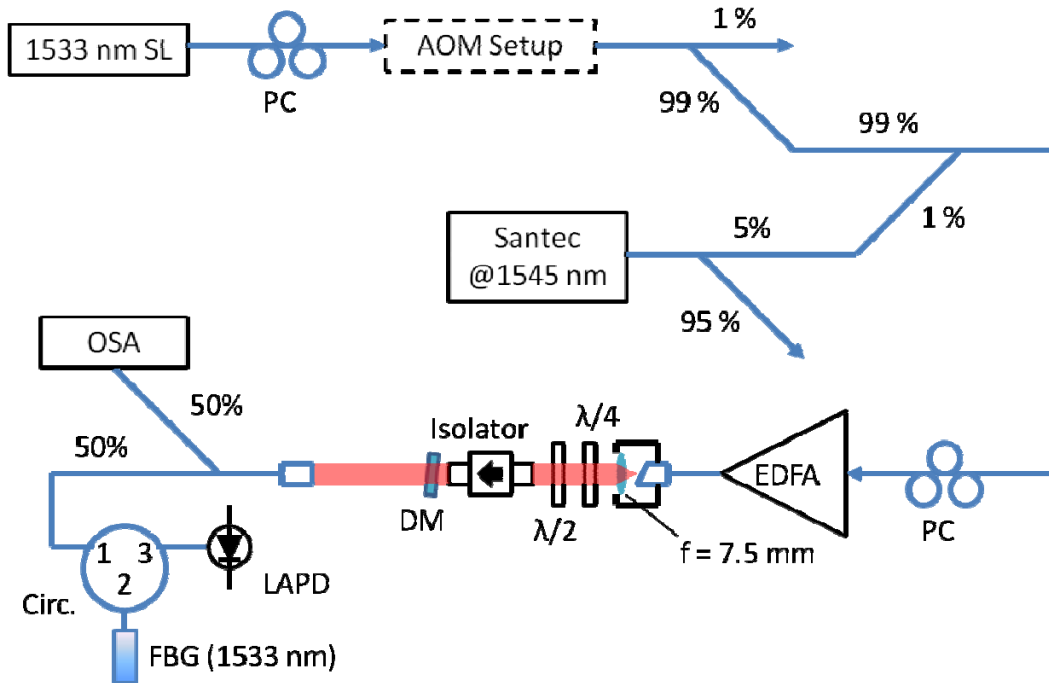 1533 nm SL
PC
AOM Setup
1 %
99 %
99 %
1 %
Santec
@1545 nm
5%
95 %
OSA
50%
50%
Isolator
DM
λ/2
λ/4
f = 7.5 mm
EDFA
PC
1 3
2
Circ.
LAPD
FBG (1533 nm)